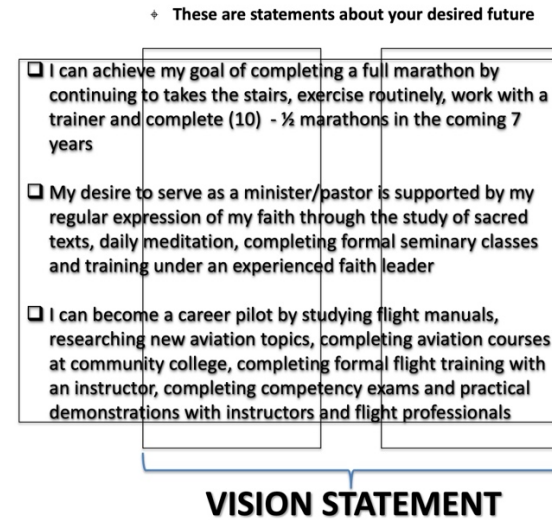 ⌖ These are statements about your desired future
❑ I can achieve my goal of completing a full marathon by
continuing to takes the stairs, exercise routinely, work with a
trainer and complete (10) - ½ marathons in the coming 7
years
❑ My desire to serve as a minister/pastor is supported by my
regular expression of my faith through the study of sacred
texts, daily meditation, completing formal seminary classes
and training under an experienced faith leader
❑ I can become a career pilot by studying flight manuals,
researching new aviation topics, completing aviation courses
at community college, completing formal flight training with
an instructor, completing competency exams and practical
demonstrations with instructors and flight professionals
VISION STATEMENT